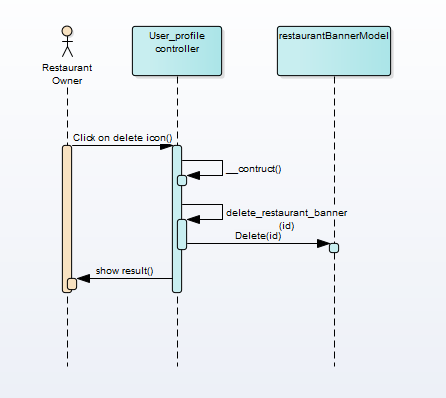 User_profile
controller
restaurantBannerModel
Restaurant
Owner
Click on delete icon()
__contruct()
delete_restaurant_banner
(id)
Delete(id)
show result()